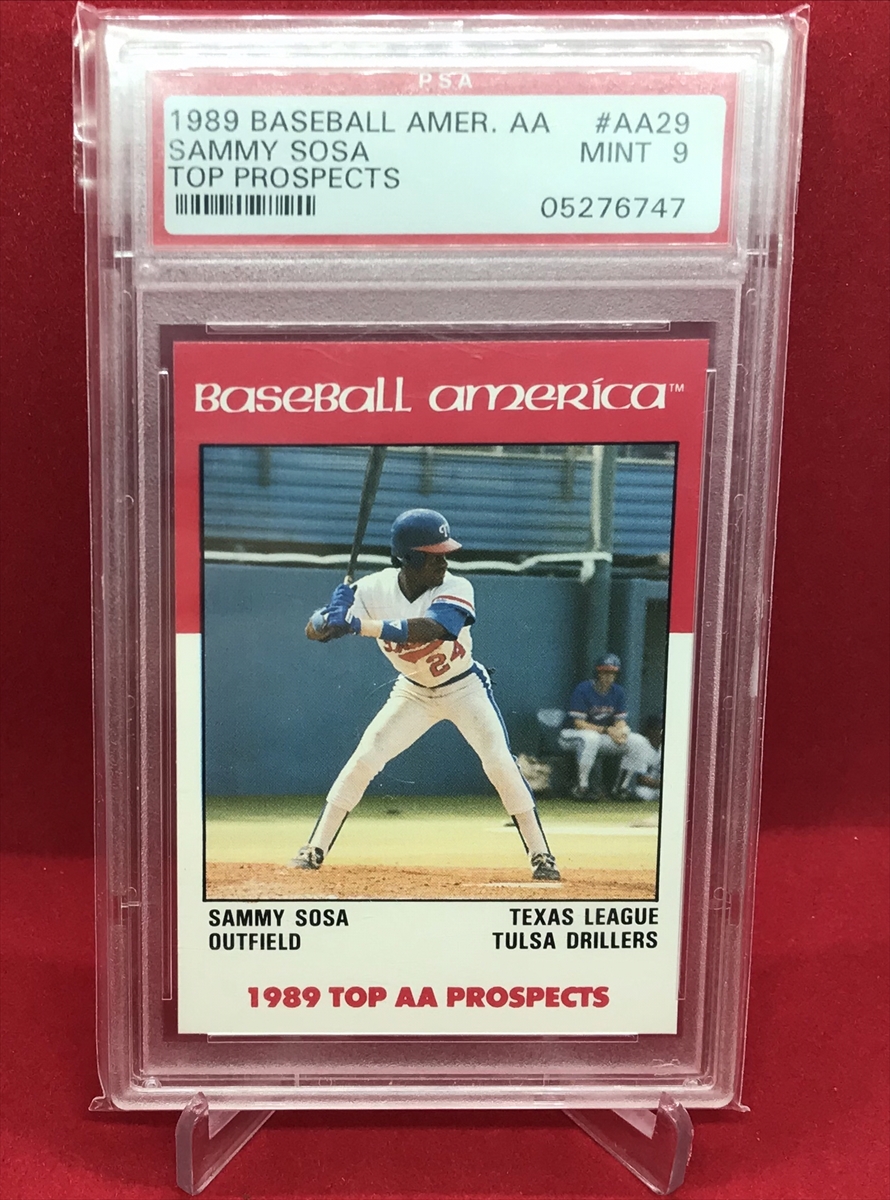 PSA
1989 BASEBALL AMER. AA #AA29
SAMMY SOSA MINT 9
TOP PROSPECTS
05276747
Baseball america™
24
SAMMY SOSA TEXAS LEAGUE
OUTFIELD TULSA DRILLERS
1989 TOP AA PROSPECTS